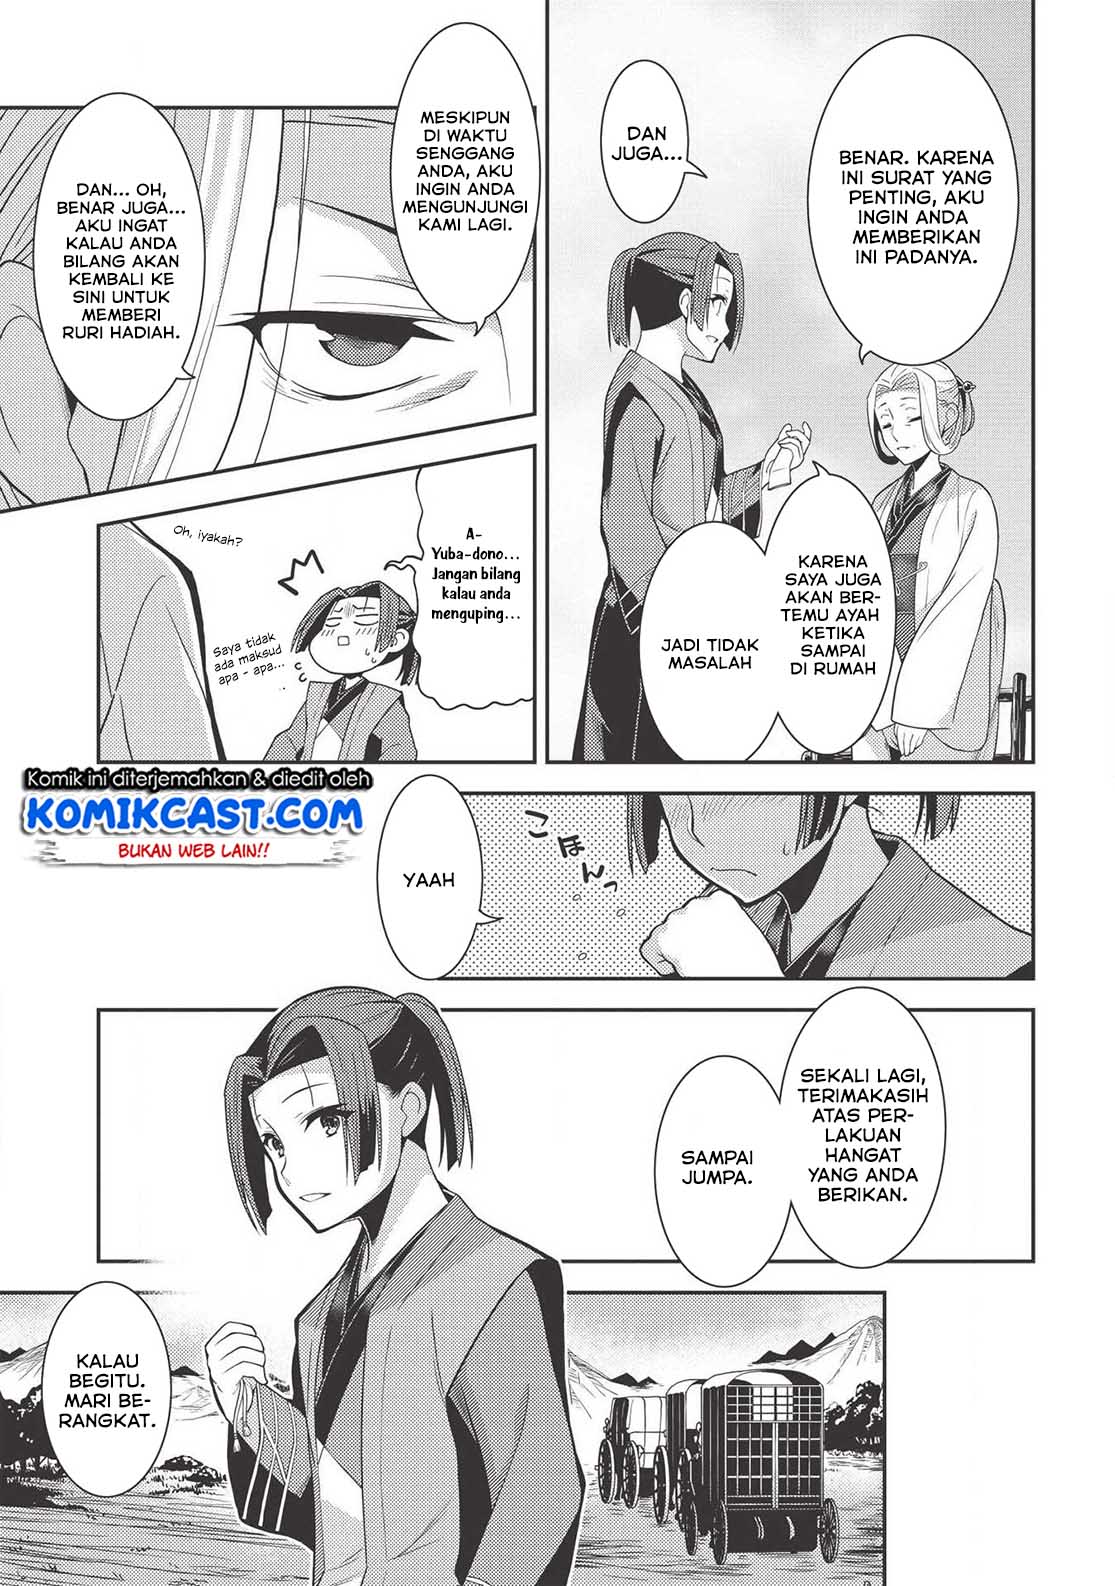 BENAR. KARENA
INI SURAT YANG
PENTING, AKU
INGIN ANDA
MEMBERIKAN
INI PADANYA.
DAN
JUGA...
KARENA
SAYA JUGA
AKAN BER-
TEMU AYAH
KETIKA
SAMPAI
DI RUMAH
JADI TIDAK
MASALAH
MESKIPUN
DI WAKTU
SENGGANG
ANDA, AKU
INGIN ANDA
MENGUNJUNGI
KAMI LAGI.
DAN... OH,
BENAR JUGA...
AKU INGAT
KALAU ANDA
BILANG AKAN
KEMBALI KE
SINI UNTUK
MEMBERI
RURI HADIAH.
A-
Yuba-dono...
Jangan bilang
kalau anda
menguping...
Oh, iyakah?
Saya tidak
ada maksud
apa - apa...
Komik ini diterjemahkan & diedit oleh
KOMIKCAST.COM
BUKAN WEB LAIN!!
こほんっ
YAAH
SEKALI LAGI,
TERIMAKASIH
ATAS PER-
LAKUAN
HANGAT
YANG ANDA
BERIKAN.
SAMPAI
JUMPA.
KALAU
BEGITU.
MARI BE-
RANGKAT.